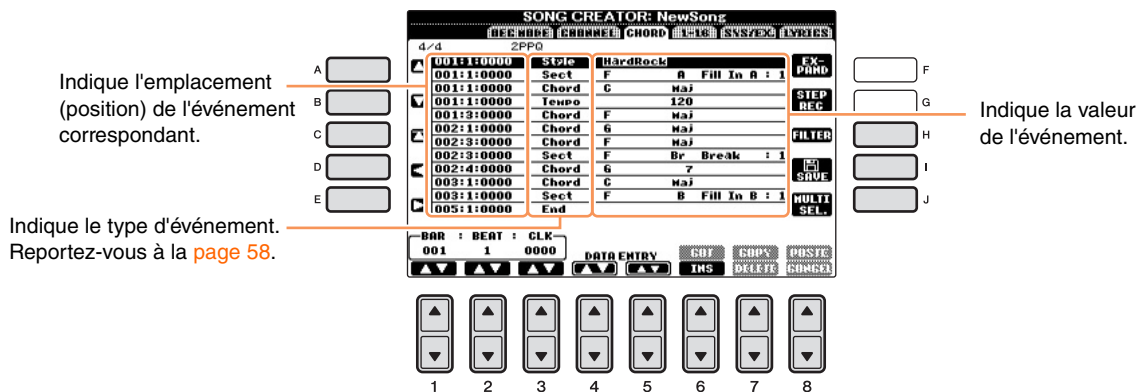 SONG CREATOR: NewSong
REC MODE CHANNEL CHORD 1-16 SYS/EX. LYRICS
4/4 2PPQ
001:1:0000 Style HardRock
001:1:0000 Sect F A Fill In A : 1
001:1:0000 Chord C Maj
001:1:0000 Tempo 120
001:3:0000 Chord F Maj
002:1:0000 Chord G Maj
002:3:0000 Chord F Maj
002:3:0000 Sect F Br Break : 1
002:4:0000 Chord G 7
003:1:0000 Chord C Maj
003:1:0000 Sect F B Fill In B : 1
005:1:0000 End
EX-
PAND
STEP
REC
FILTER
SAVE
MULTI
SEL.
A
B
C
D
E
F
G
H
I
J
Indique l'emplacement
(position) de l'événement
correspondant.
Indique la valeur
de l'événement.
Indique le type d'événement.
Reportez-vous à la page 58.
BAR : BEAT : CLK
001 1 0000
DATA ENTRY
CUT COPY PASTE
INS DELETE CANCEL
1 2 3 4 5 6 7 8